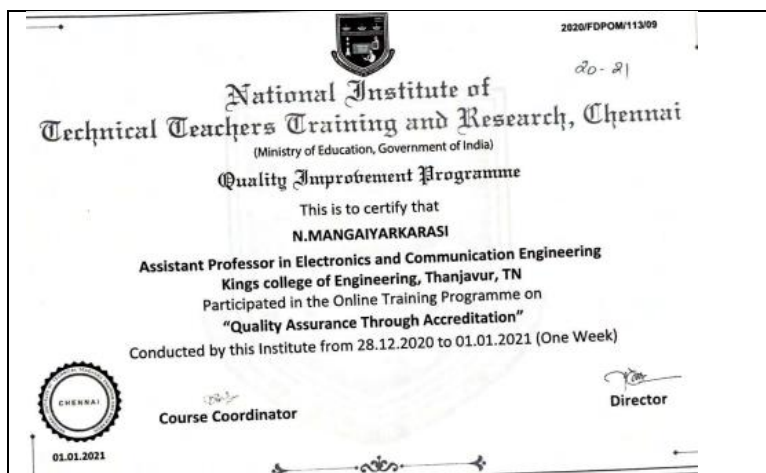 2020/FDPOM/113/09
20-21
National Institute of
Technical Teachers Training and Research, Chennai
(Ministry of Education, Government of India)
Quality Improvement Programme
This is to certify that
N.MANGAIYARKARASI
Assistant Professor in Electronics and Communication Engineering
Kings college of Engineering, Thanjavur, TN
Participated in the Online Training Programme on
“Quality Assurance Through Accreditation”
Conducted by this Institute from 28.12.2020 to 01.01.2021 (One Week)
CHENNAI
Course Coordinator
Director
01.01.2021